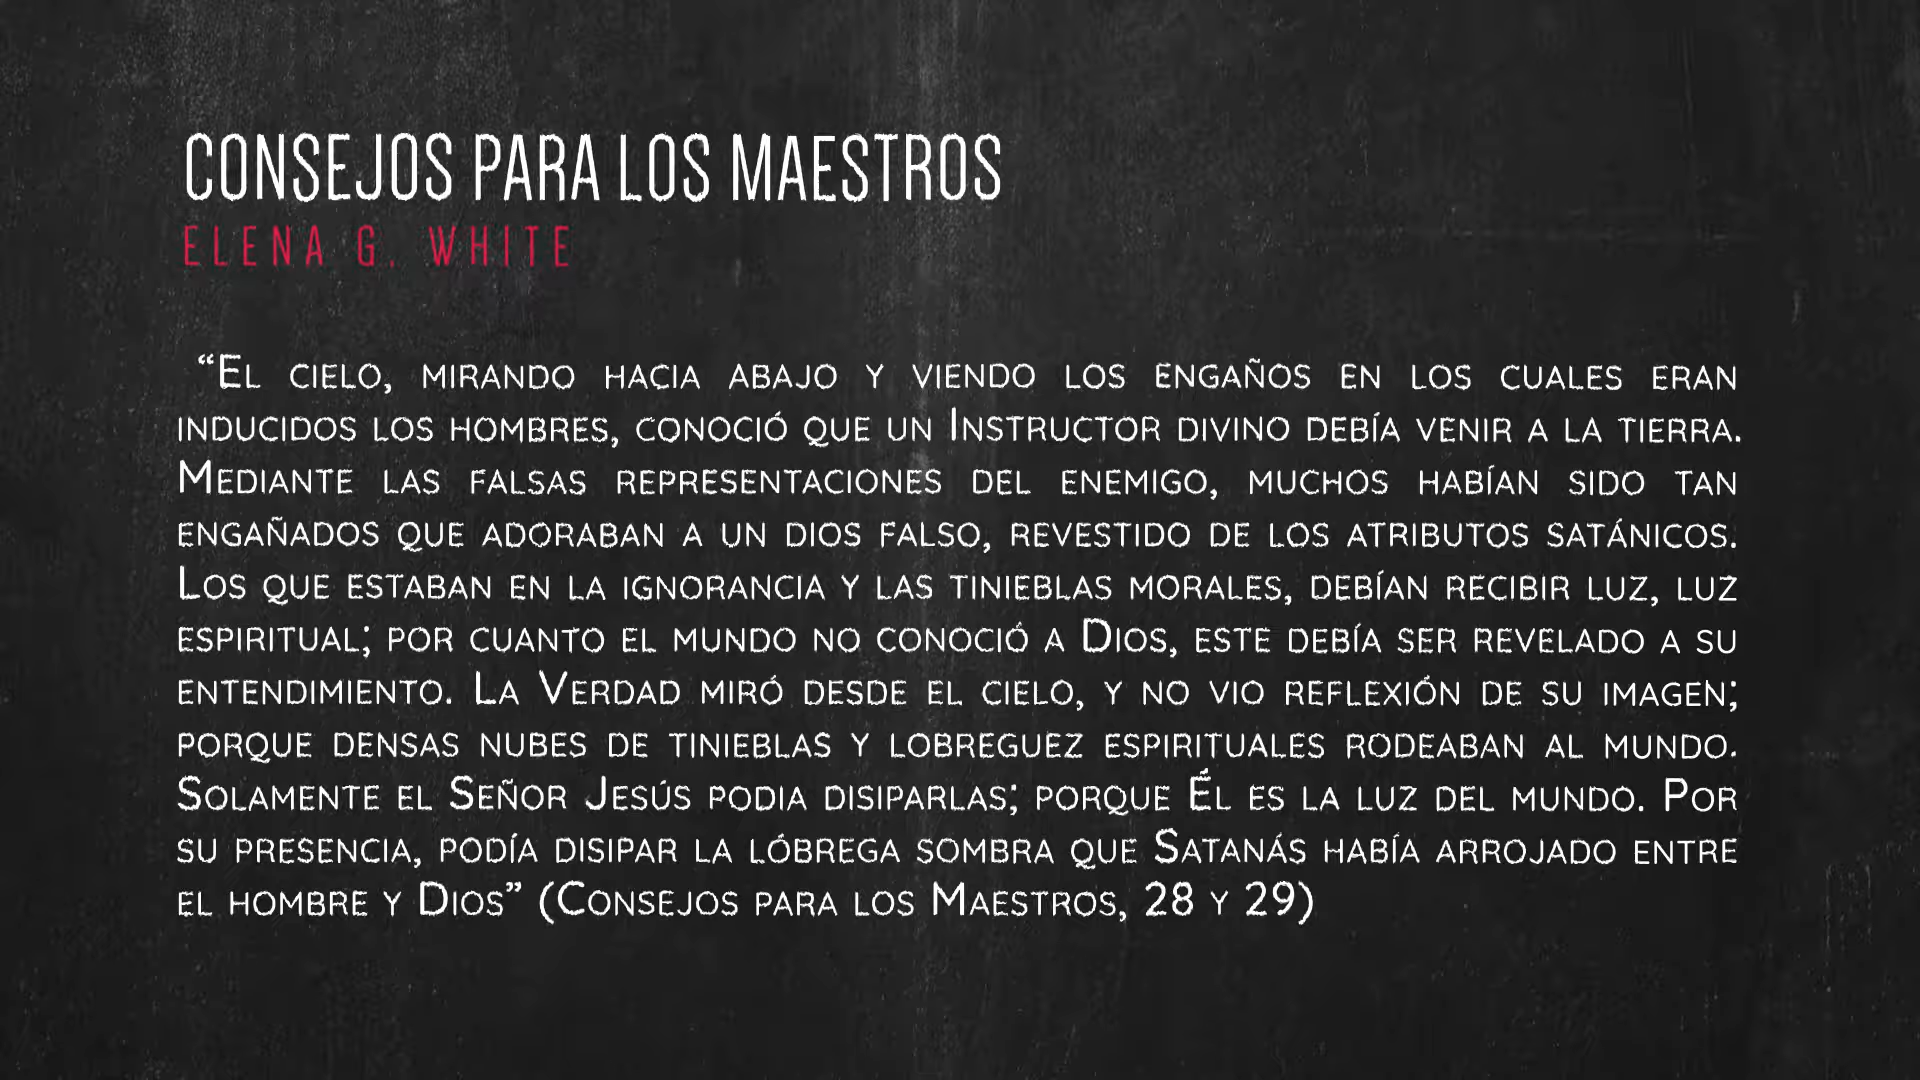 CONSEJOS PARA LOS MAESTROS
ELENA G. WHITE
“El cielo, mirando hacia abajo y viendo los engaños en los cuales eran
inducidos los hombres, conoció que un Instructor divino debía venir a la tierra.
Mediante las falsas representaciones del enemigo, muchos habían sido tan
engañados que adoraban a un dios falso, revestido de los atributos satánicos.
Los que estaban en la ignorancia y las tinieblas morales, debían recibir luz, luz
espiritual; por cuanto el mundo no conoció a Dios, este debía ser revelado a su
entendimiento. La Verdad miró desde el cielo, y no vio reflexión de su imagen;
porque densas nubes de tinieblas y lobreguez espirituales rodeaban al mundo.
Solamente el Señor Jesús podia disiparlas; porque Él es la luz del mundo. Por
su presencia, podía disipar la lóbrega sombra que Satanás había arrojado entre
el hombre y Dios” (Consejos para los Maestros, 28 y 29)